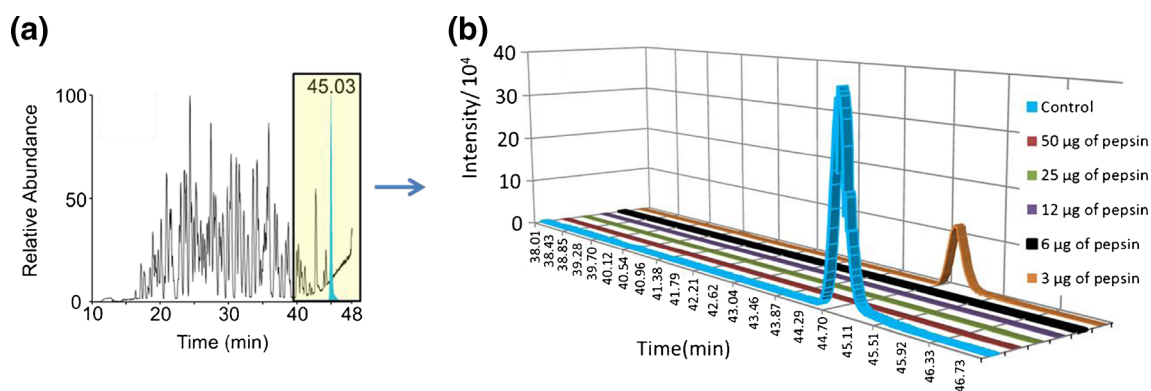 (a)
45.03
100
50
0
Relative Abundance
10 20 30 40 48
Time (min)
(b)
40
30
20
10
0
Intensity/ 10⁴
38.01
38.43
38.85
39.28
39.70
40.12
40.54
40.96
41.38
41.79
42.21
42.62
43.04
43.46
43.87
44.29
44.70
45.11
45.51
45.92
46.33
46.73
Time(min)
Control
50 µg of pepsin
25 µg of pepsin
12 µg of pepsin
6 µg of pepsin
3 µg of pepsin